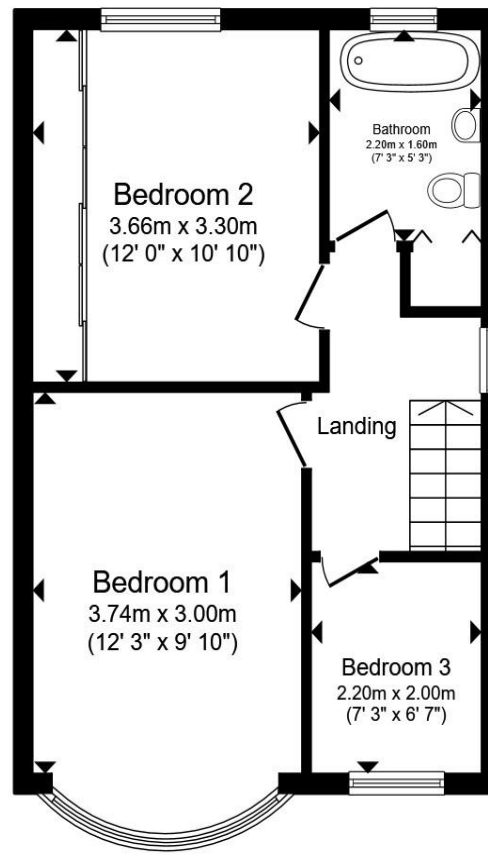 Bathroom
2.20m x 1.60m
(7' 3" x 5' 3")
Bedroom 2
3.66m x 3.30m
(12' 0" x 10' 10")
Landing
Bedroom 1
3.74m x 3.00m
(12' 3" x 9' 10")
Bedroom 3
2.20m x 2.00m
(7' 3" x 6' 7")